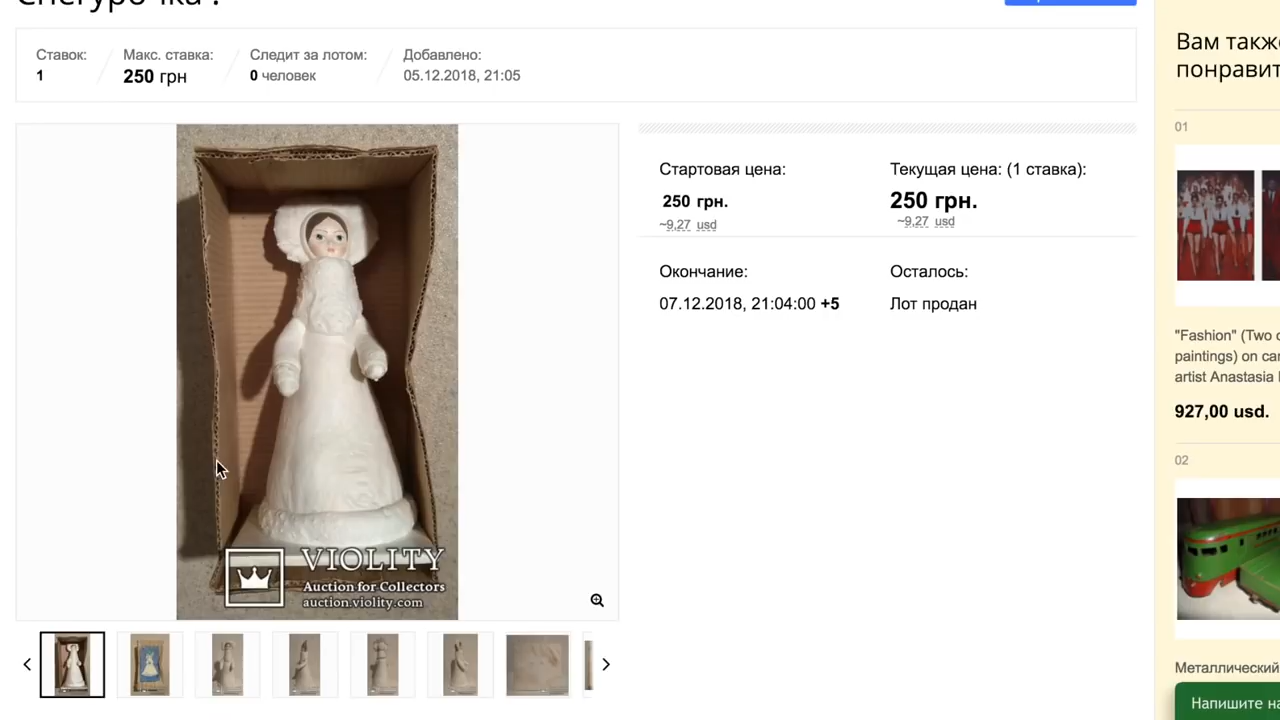 Снегурочка .
Ставок:
1
Макс. ставка:
250 грн
Следит за лотом:
0 человек
Добавлено:
05.12.2018, 21:05
VIOLITY
Auction for Collectors
auction.violity.com
Стартовая цена:
250 грн.
~9,27 usd
Текущая цена: (1 ставка):
250 грн.
~9,27 usd
Окончание:
07.12.2018, 21:04:00 +5
Осталось:
Лот продан
Вам такж
понравит
01
"Fashion" (Two
paintings) on ca
artist Anastasia
927,00 usd.
02
Металлический
Напишите на